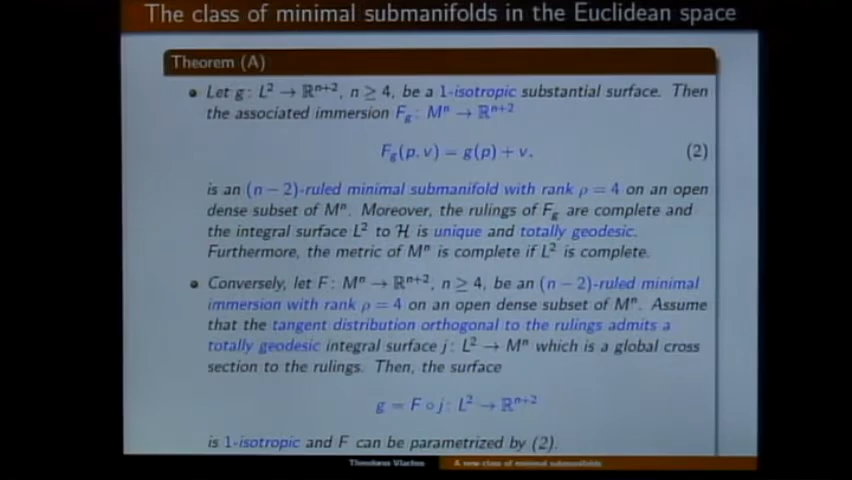 The class of minimal submanifolds in the Euclidean space
Theorem (A)
• Let g: L² → ℝⁿ⁺², n ≥ 4, be a 1-isotropic substantial surface. Then
the associated immersion F_g: Mⁿ → ℝⁿ⁺²
F_g(p, v) = g(p) + v, (2)
is an (n − 2)-ruled minimal submanifold with rank ρ = 4 on an open
dense subset of Mⁿ. Moreover, the rulings of F_g are complete and
the integral surface L² to ℋ is unique and totally geodesic.
Furthermore, the metric of Mⁿ is complete if L² is complete.
• Conversely, let F: Mⁿ → ℝⁿ⁺², n ≥ 4, be an (n − 2)-ruled minimal
immersion with rank ρ = 4 on an open dense subset of Mⁿ. Assume
that the tangent distribution orthogonal to the rulings admits a
totally geodesic integral surface j: L² → Mⁿ which is a global cross
section to the rulings. Then, the surface
g = F ∘ j: L² → ℝⁿ⁺²
is 1-isotropic and F can be parametrized by (2).
Theodoros Vlachos A new class of minimal submanifolds